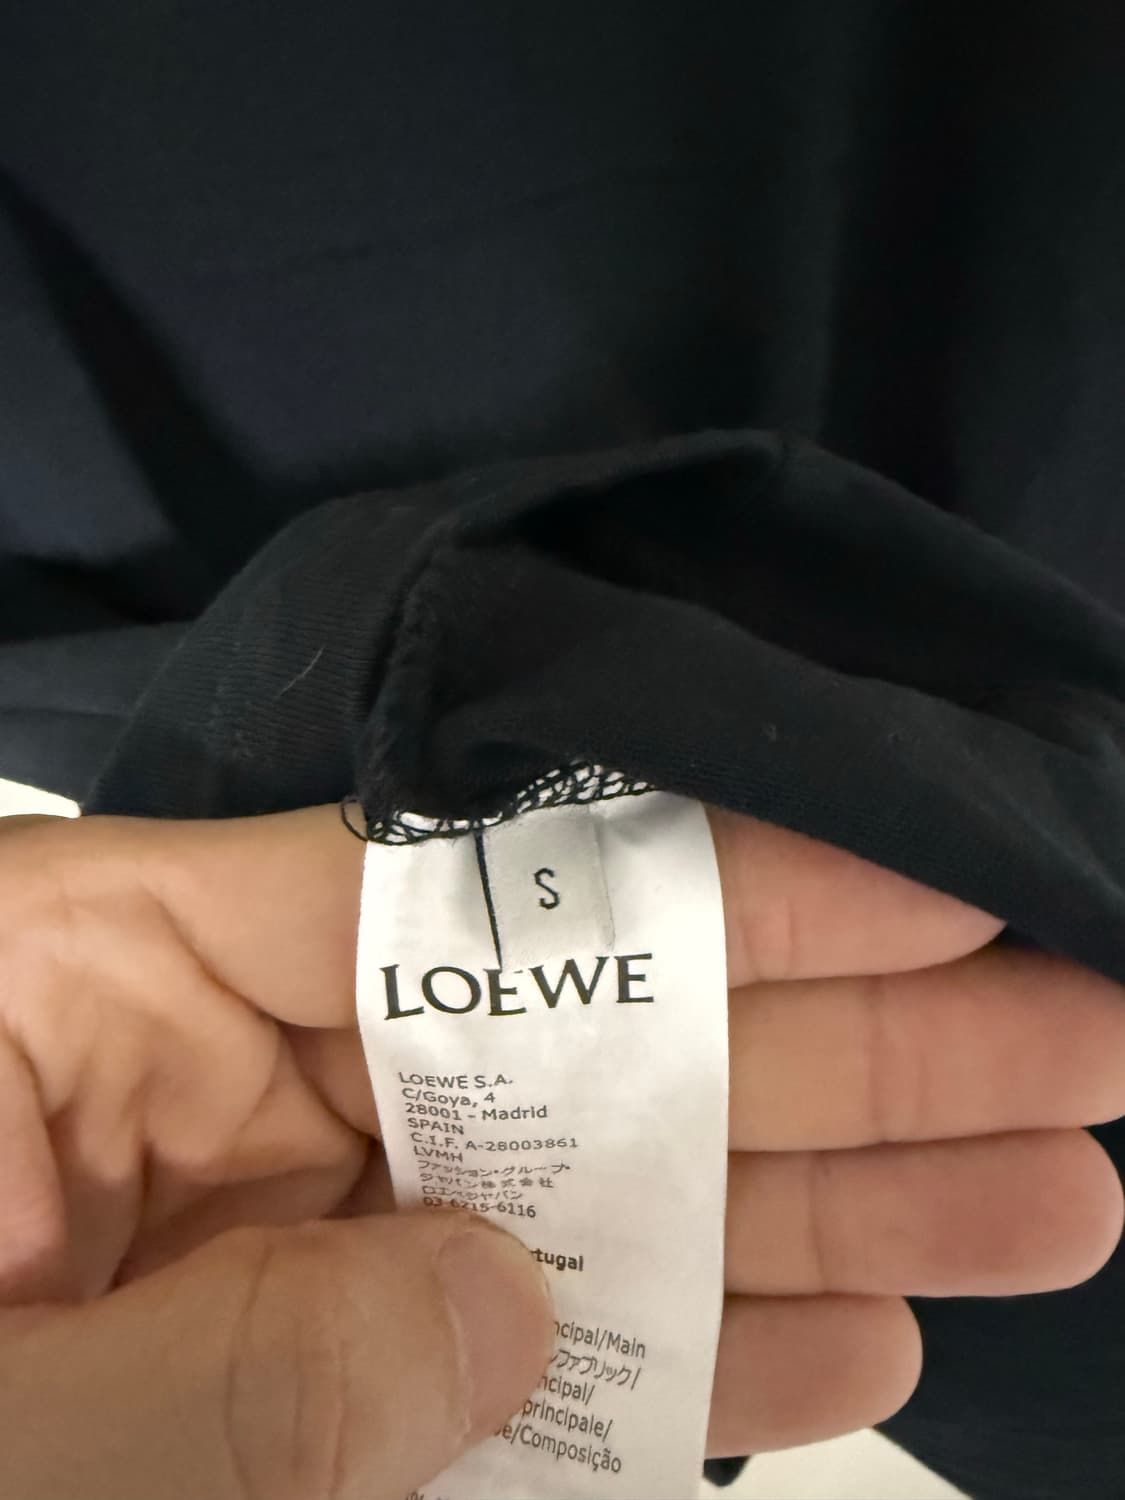 S
LOEWE
LOEWE S.A.
C/Goya, 4
28001 - Madrid
SPAIN
C.I.F. A-28003861
LVMH
ファッション・グループ・
ジャパン株式会社
ロエベジャパン
03-6215-6116
tugal
ncipal/Main
ファブリック/
ncipal/
principale/
e/Composição